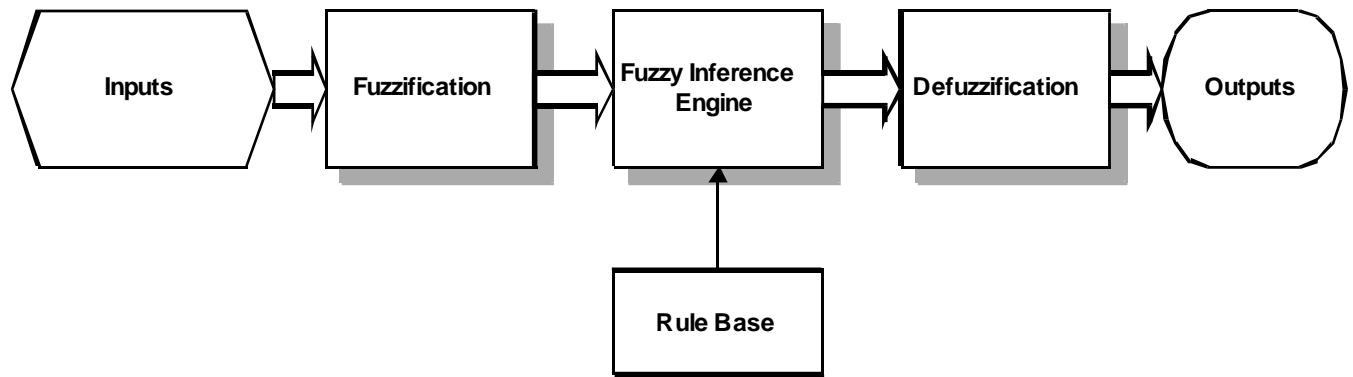 Inputs
Fuzzification
Fuzzy Inference
Engine
Defuzzification
Outputs
Rule Base